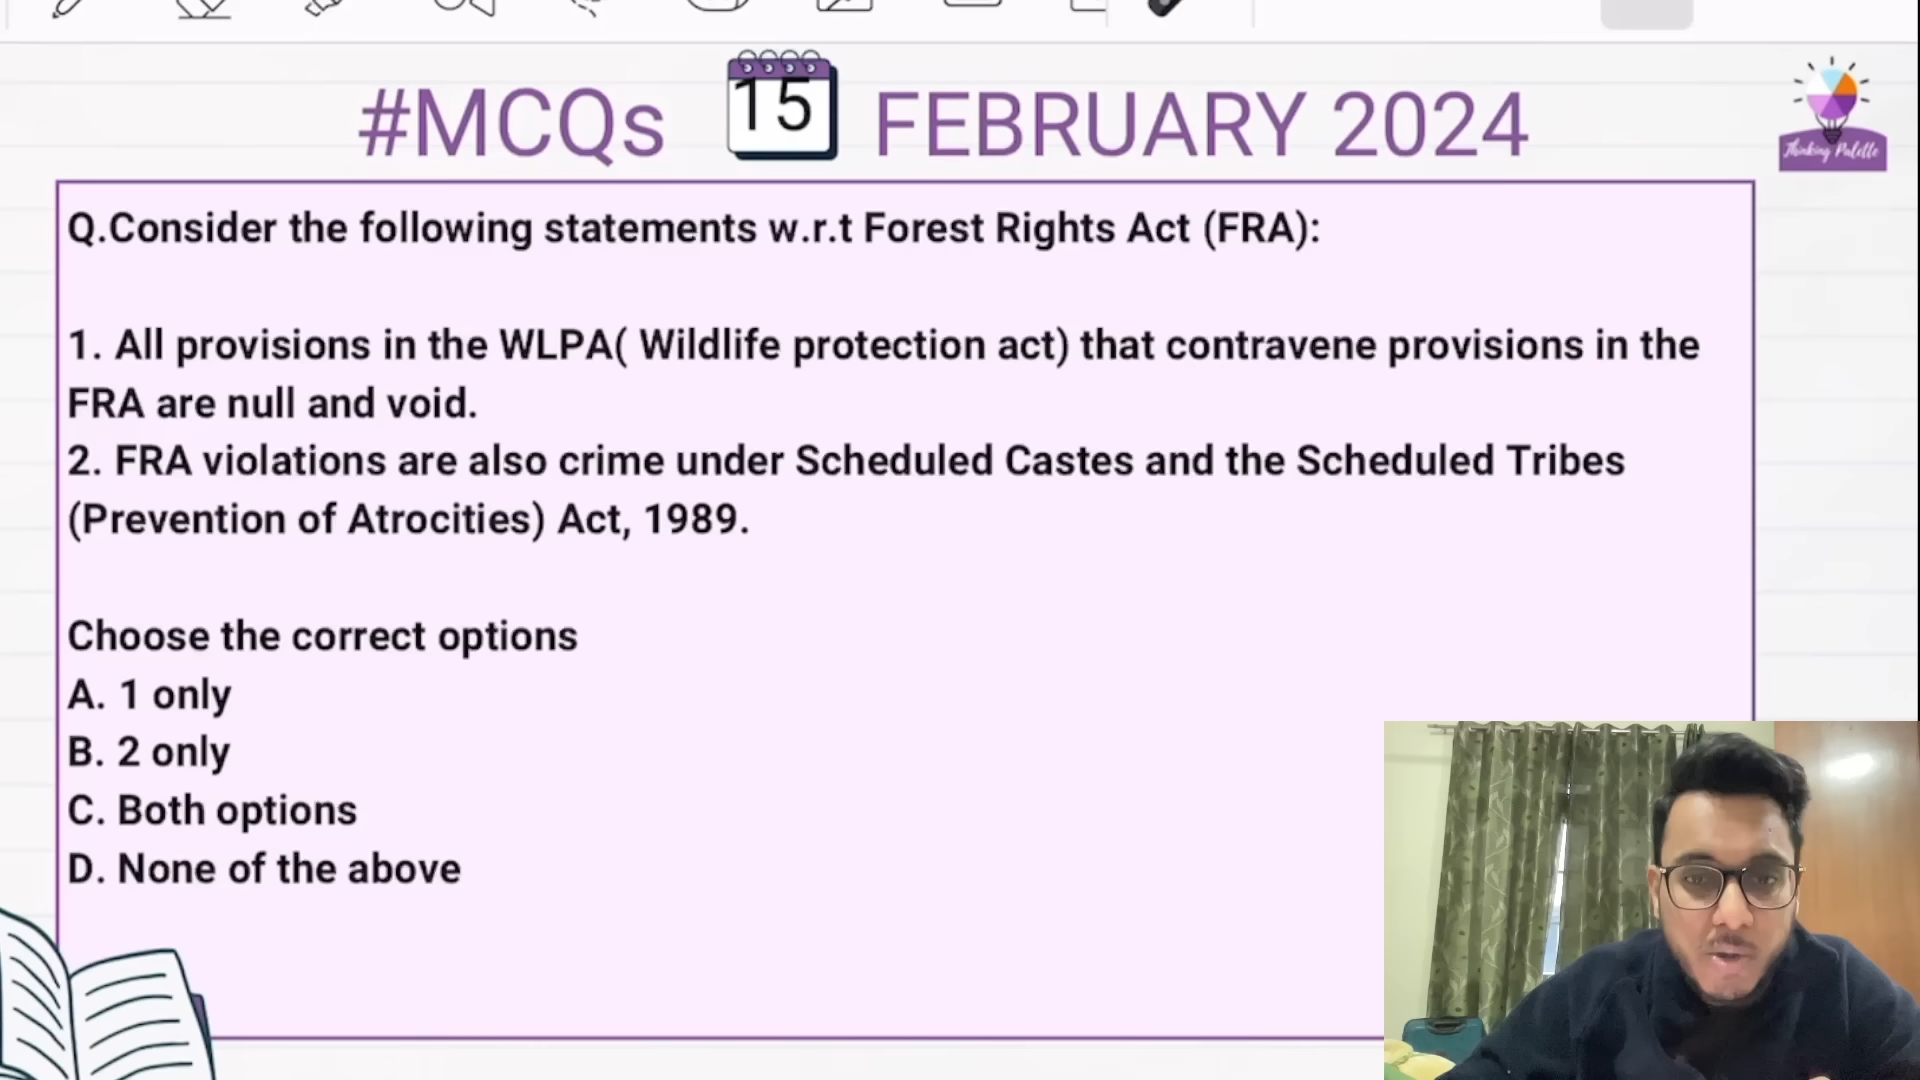 #MCQs 15 FEBRUARY 2024
Thinking Palette
Q.Consider the following statements w.r.t Forest Rights Act (FRA):
1. All provisions in the WLPA( Wildlife protection act) that contravene provisions in the
FRA are null and void.
2. FRA violations are also crime under Scheduled Castes and the Scheduled Tribes
(Prevention of Atrocities) Act, 1989.
Choose the correct options
A. 1 only
B. 2 only
C. Both options
D. None of the above